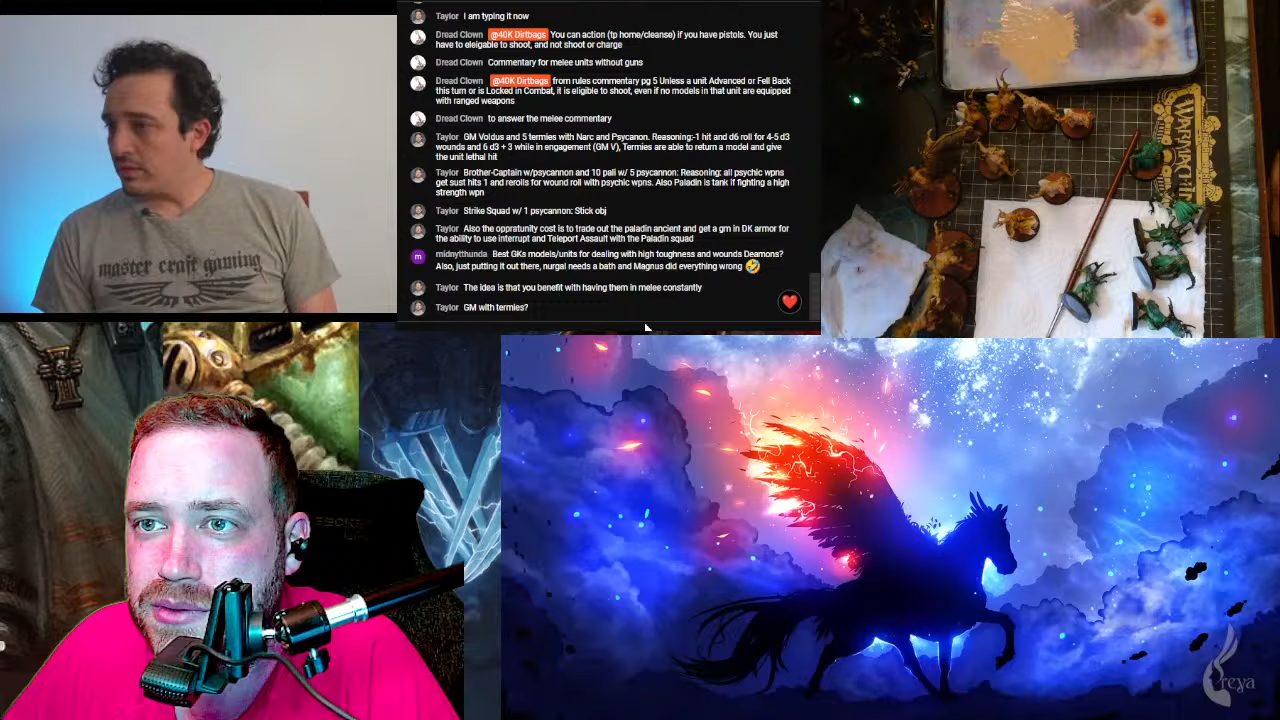 Taylor I am typing it now
Dread Clown @40K Dirtbags You can action (tp home/cleanse) if you have pistols. You just
have to eleigable to shoot, and not shoot or charge
Dread Clown Commentary for melee units without guns
Dread Clown @40K Dirtbags from rules commentary pg 5 Unless a unit Advanced or Fell Back
this turn or is Locked in Combat, it is eligible to shoot, even if no models in that unit are equipped
with ranged weapons
Dread Clown to answer the melee commentary
Taylor GM Voldus and 5 termies with Narc and Psycanon. Reasoning:-1 hit and d6 roll for 4-5 d3
wounds and 6 d3 + 3 while in engagement (GM V), Termies are able to return a model and give
the unit lethal hit
Taylor Brother-Captain w/psycannon and 10 pali w/ 5 psycannon: Reasoning: all psychic wpns
get sust hits 1 and rerolls for wound roll with psychic wpns. Also Paladin is tank if fighting a high
strength wpn
Taylor Strike Squad w/ 1 psycannon: Stick obj
Taylor Also the oppratunity cost is to trade out the paladin ancient and get a gm in DK armor for
the ability to use interrupt and Teleport Assault with the Paladin squad
m midnytthunda Best GKs models/units for dealing with high toughness and wounds Deamons?
Also, just putting it out there, nurgal needs a bath and Magnus did everything wrong 🤣
Taylor The idea is that you benefit with having them in melee constantly
Taylor GM with termies?
master craft gaming
WARHAMMER
reya